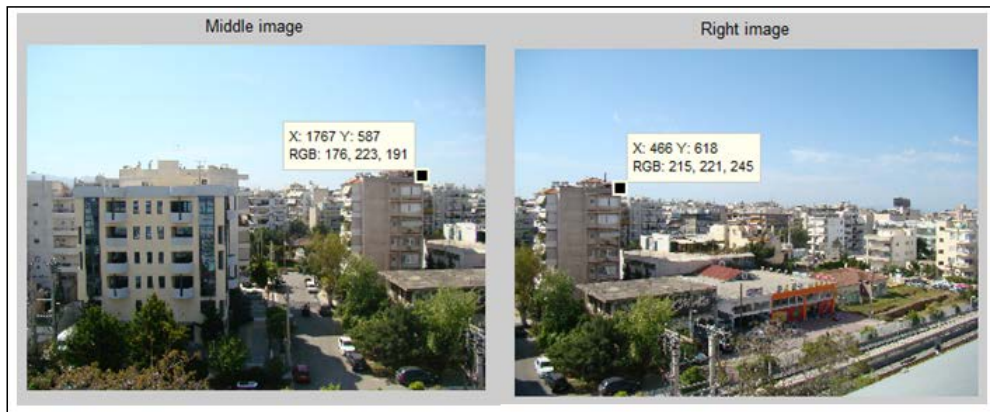 Middle image
Right image
X: 1767 Y: 587
RGB: 176, 223, 191
X: 466 Y: 618
RGB: 215, 221, 245